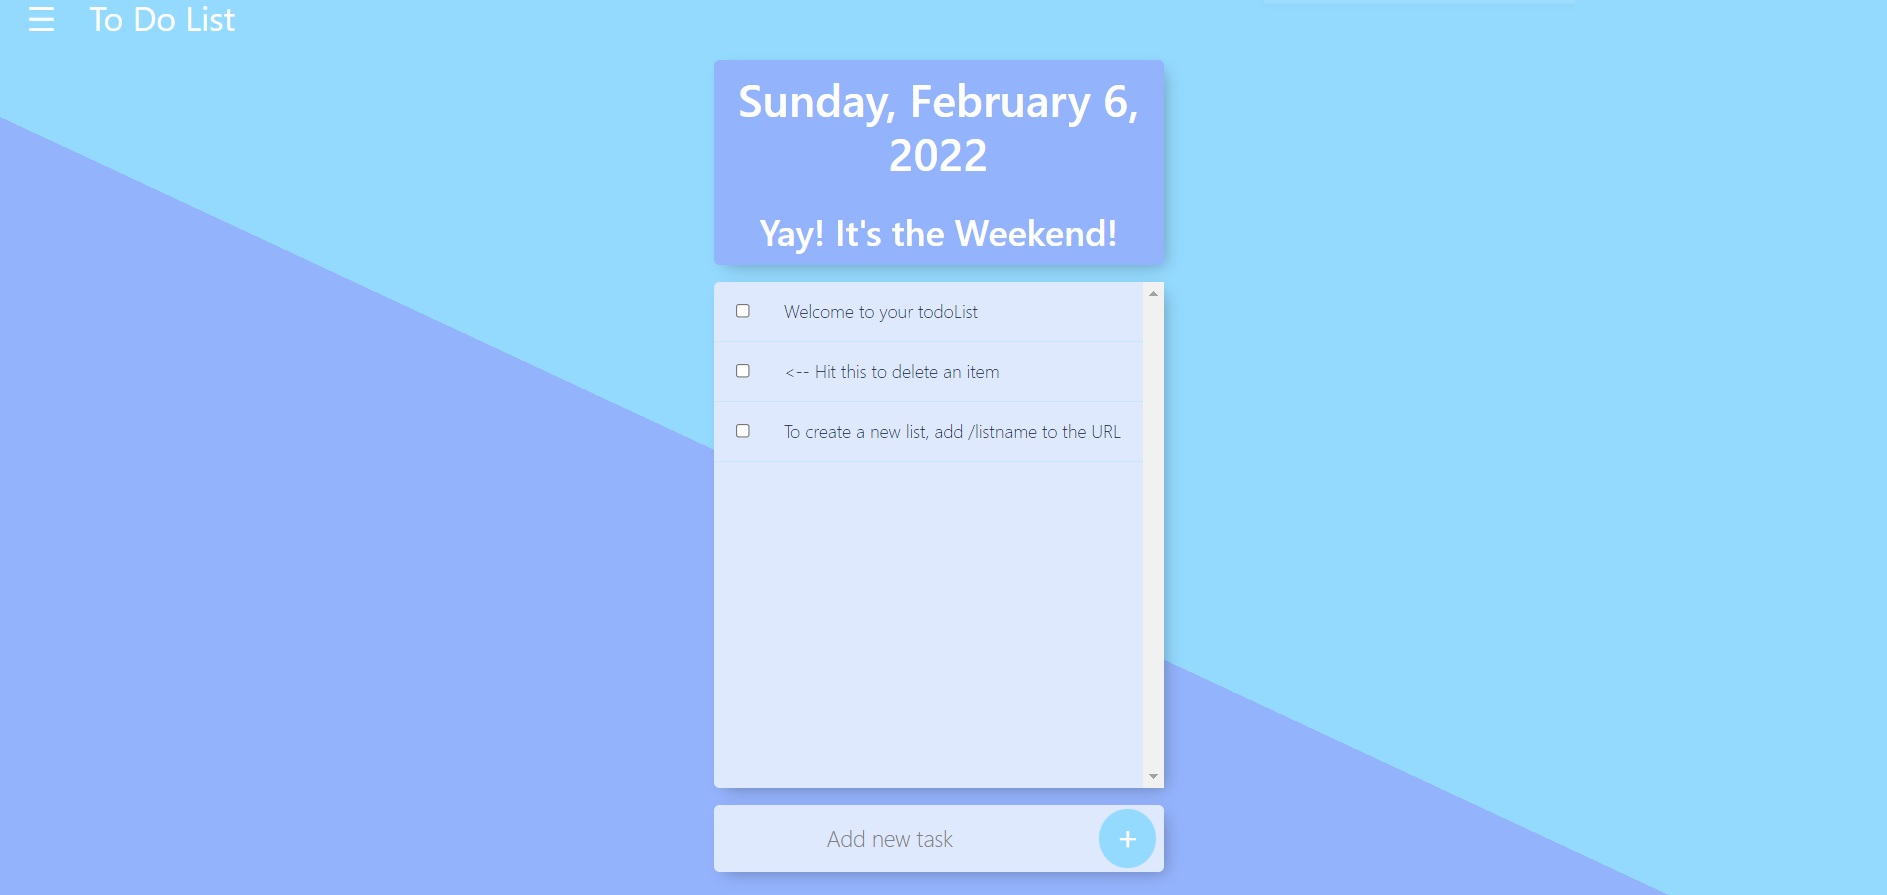 ☰ To Do List
Sunday, February 6,
2022
Yay! It's the Weekend!
Welcome to your todoList
<-- Hit this to delete an item
To create a new list, add /listname to the URL
Add new task
+